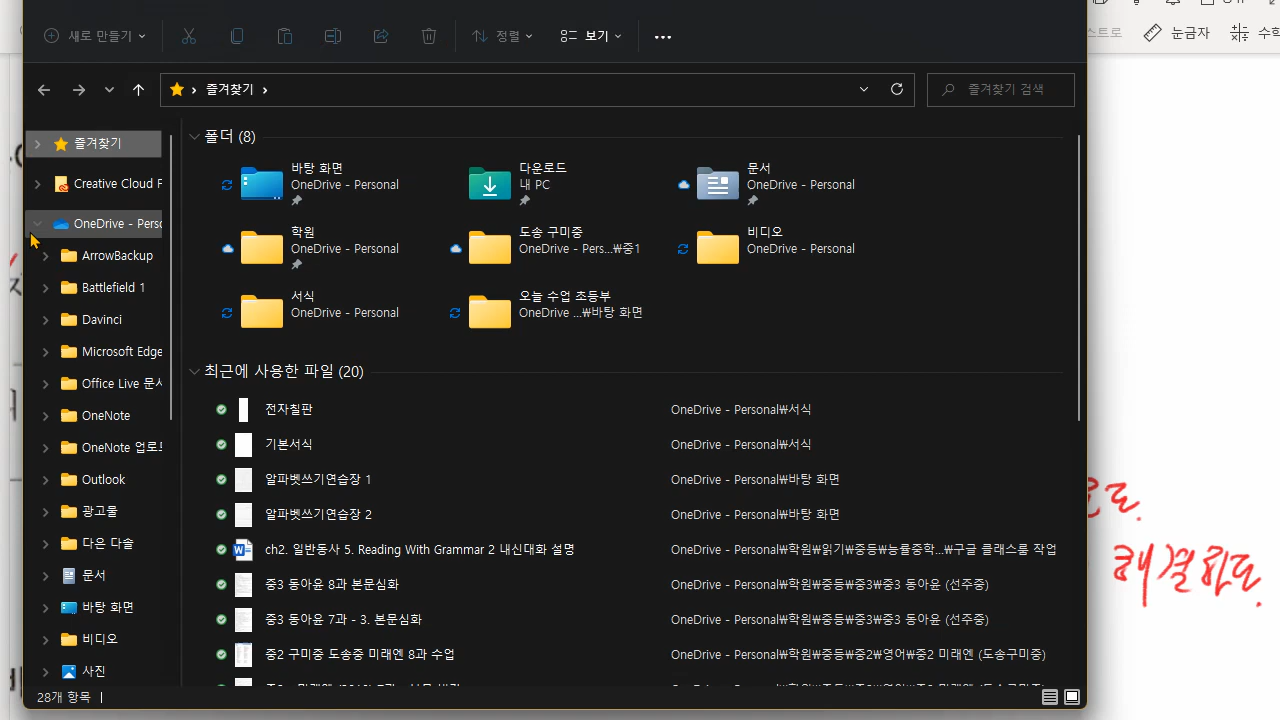 새로 만들기
정렬
보기
눈금자
수학
즐겨찾기
즐겨찾기 검색
즐겨찾기
Creative Cloud F
OneDrive - Perso
ArrowBackup
Battlefield 1
Davinci
Microsoft Edge
Office Live 문서
OneNote
OneNote 업로드
Outlook
광고물
다은 다솔
문서
바탕 화면
비디오
사진
28개 항목
폴더 (8)
바탕 화면
OneDrive - Personal
다운로드
내 PC
문서
OneDrive - Personal
학원
OneDrive - Personal
도송 구미중
OneDrive - Pers...₩중1
비디오
OneDrive - Personal
서식
OneDrive - Personal
오늘 수업 초등부
OneDrive ...₩바탕 화면
최근에 사용한 파일 (20)
전자칠판 OneDrive - Personal₩서식
기본서식 OneDrive - Personal₩서식
알파벳쓰기연습장 1 OneDrive - Personal₩바탕 화면
알파벳쓰기연습장 2 OneDrive - Personal₩바탕 화면
ch2. 일반동사 5. Reading With Grammar 2 내신대화 설명 OneDrive - Personal₩학원₩읽기₩중등₩능률중학...₩구글 클래스룸 작업
중3 동아윤 8과 본문심화 OneDrive - Personal₩학원₩중등₩중3₩중3 동아윤 (선주중)
중3 동아윤 7과 - 3. 본문심화 OneDrive - Personal₩학원₩중등₩중3₩중3 동아윤 (선주중)
중2 구미중 도송중 미래엔 8과 수업 OneDrive - Personal₩학원₩중등₩중2₩영어₩중2 미래엔 (도송구미중)
해결한다.